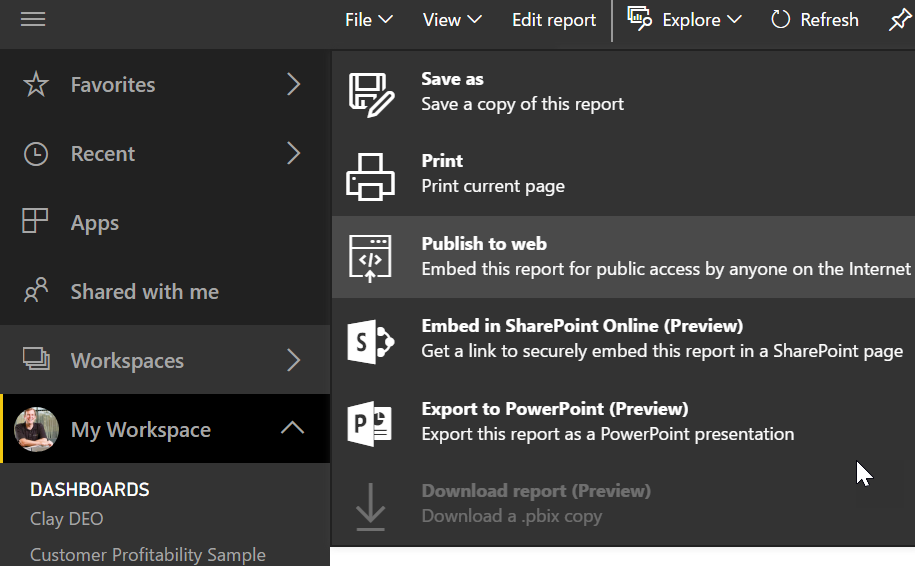 File View Edit report Explore Refresh
Favorites
Recent
Apps
Shared with me
Workspaces
My Workspace
DASHBOARDS
Clay DEO
Customer Profitability Sample
Save as
Save a copy of this report
Print
Print current page
Publish to web
Embed this report for public access by anyone on the Internet
Embed in SharePoint Online (Preview)
Get a link to securely embed this report in a SharePoint page
Export to PowerPoint (Preview)
Export this report as a PowerPoint presentation
Download report (Preview)
Download a .pbix copy